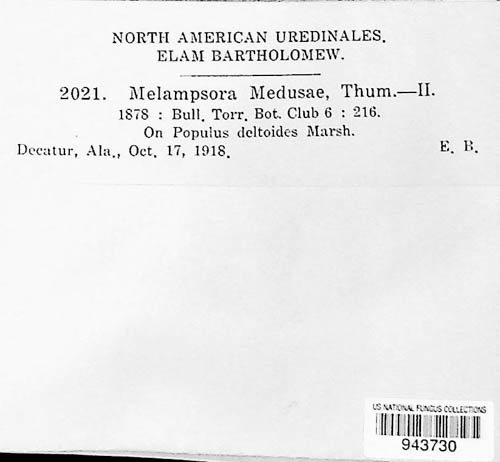 NORTH AMERICAN UREDINALES.
ELAM BARTHOLOMEW.
2021. Melampsora Medusae, Thum.—II.
1878 : Bull. Torr. Bot. Club 6 : 216.
On Populus deltoides Marsh.
Decatur, Ala., Oct. 17, 1918. E. B.
US NATIONAL FUNGUS COLLECTIONS
943730